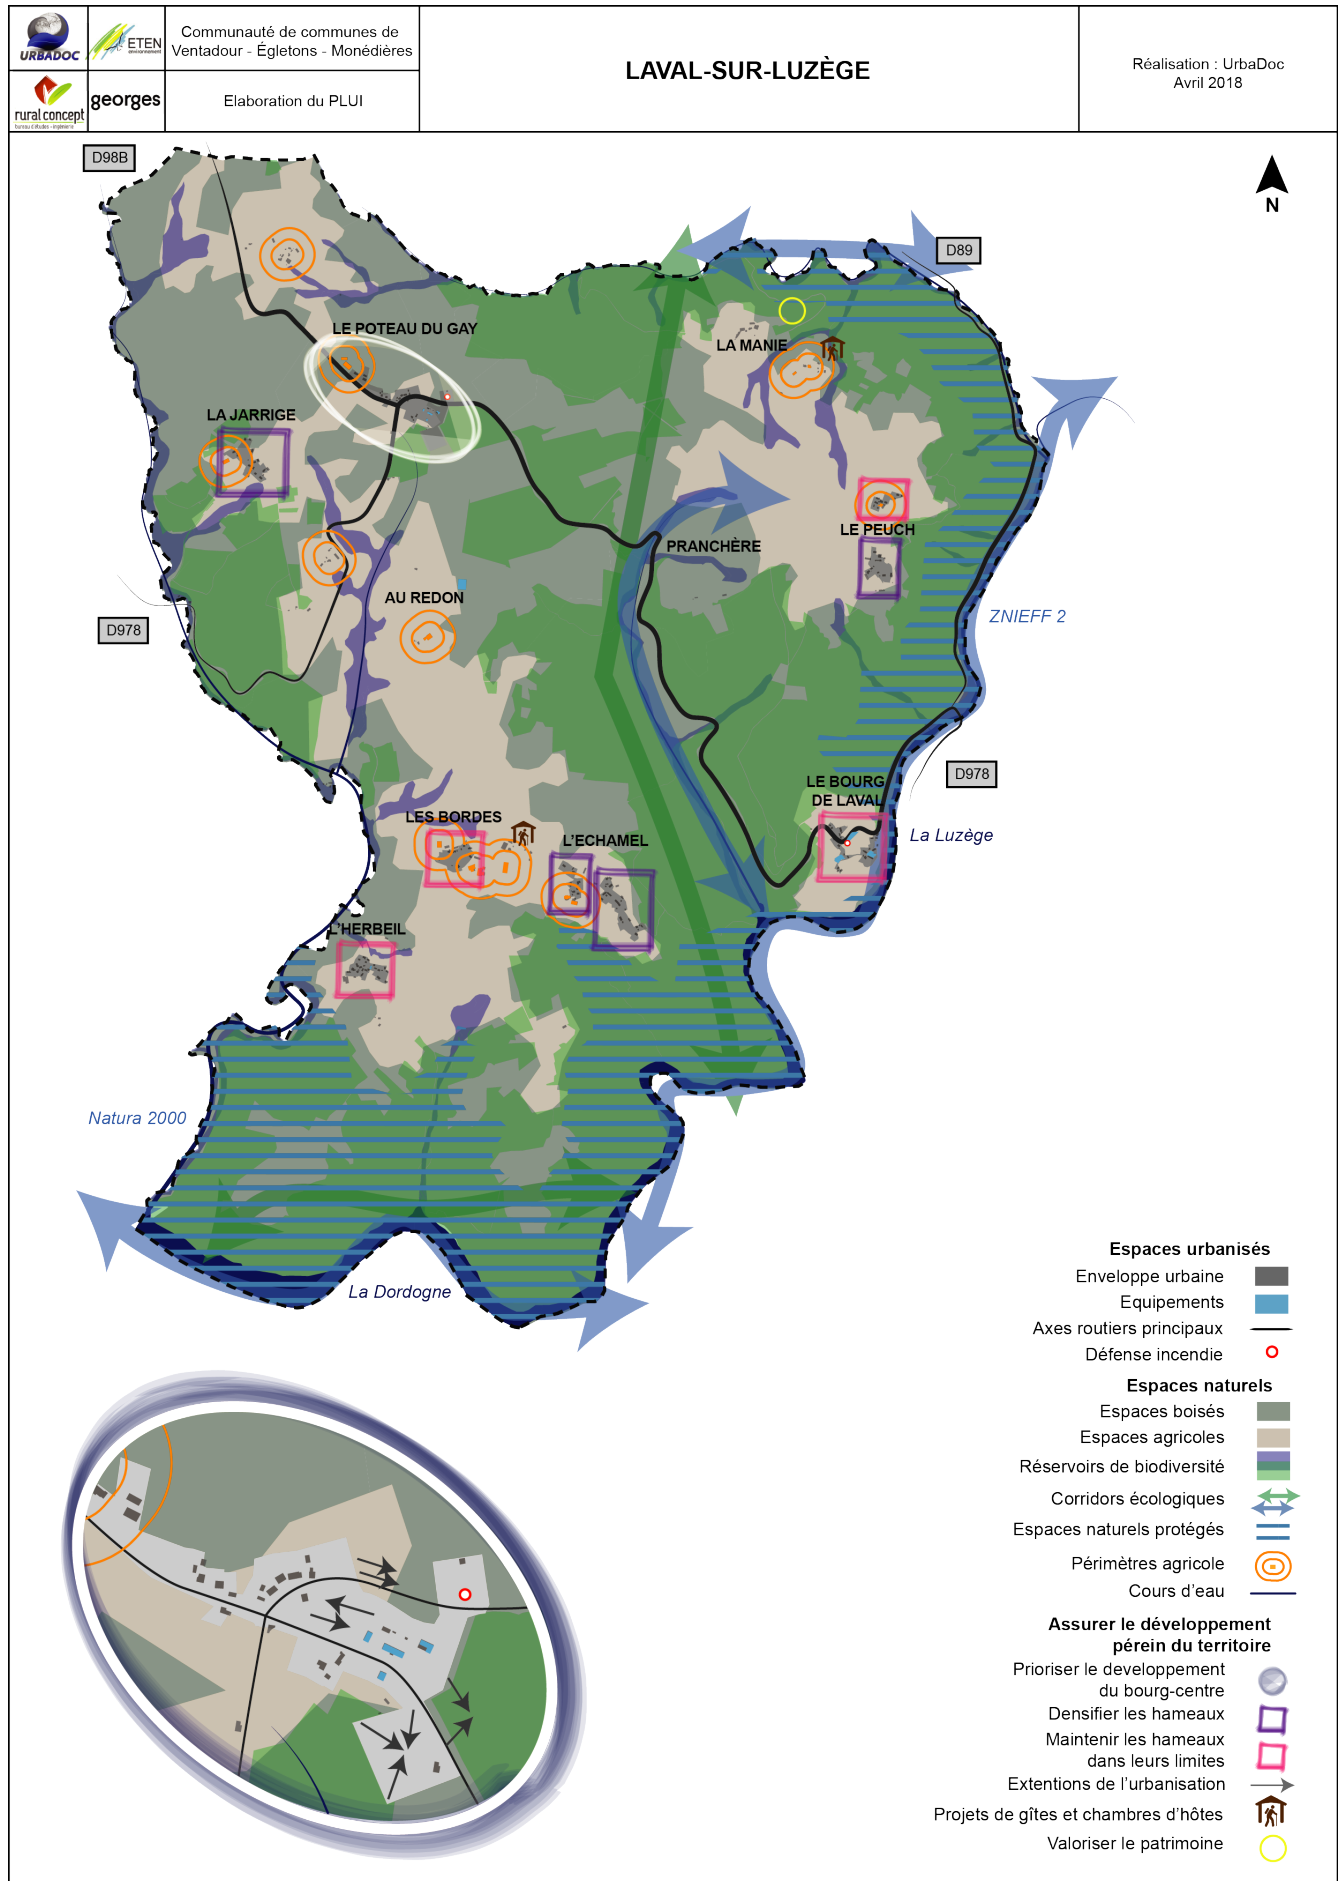 URBADOC
ETEN
environnement
rural concept
bureau d'études - ingénierie
georges
Communauté de communes de
Ventadour - Égletons - Monédières
Elaboration du PLUI
LAVAL-SUR-LUZÈGE
Réalisation : UrbaDoc
Avril 2018
D98B
N
D89
LE POTEAU DU GAY
LA MANIE
LA JARRIGE
LE PEUCH
PRANCHÈRE
AU REDON
ZNIEFF 2
D978
D978
LE BOURG
DE LAVAL
LES BORDES
L'ECHAMEL
La Luzège
L'HERBEIL
Natura 2000
La Dordogne
Espaces urbanisés
Enveloppe urbaine
Equipements
Axes routiers principaux
Défense incendie
Espaces naturels
Espaces boisés
Espaces agricoles
Réservoirs de biodiversité
Corridors écologiques
Espaces naturels protégés
Périmètres agricole
Cours d'eau
Assurer le développement
pérein du territoire
Prioriser le developpement
du bourg-centre
Densifier les hameaux
Maintenir les hameaux
dans leurs limites
Extentions de l'urbanisation
Projets de gîtes et chambres d'hôtes
Valoriser le patrimoine